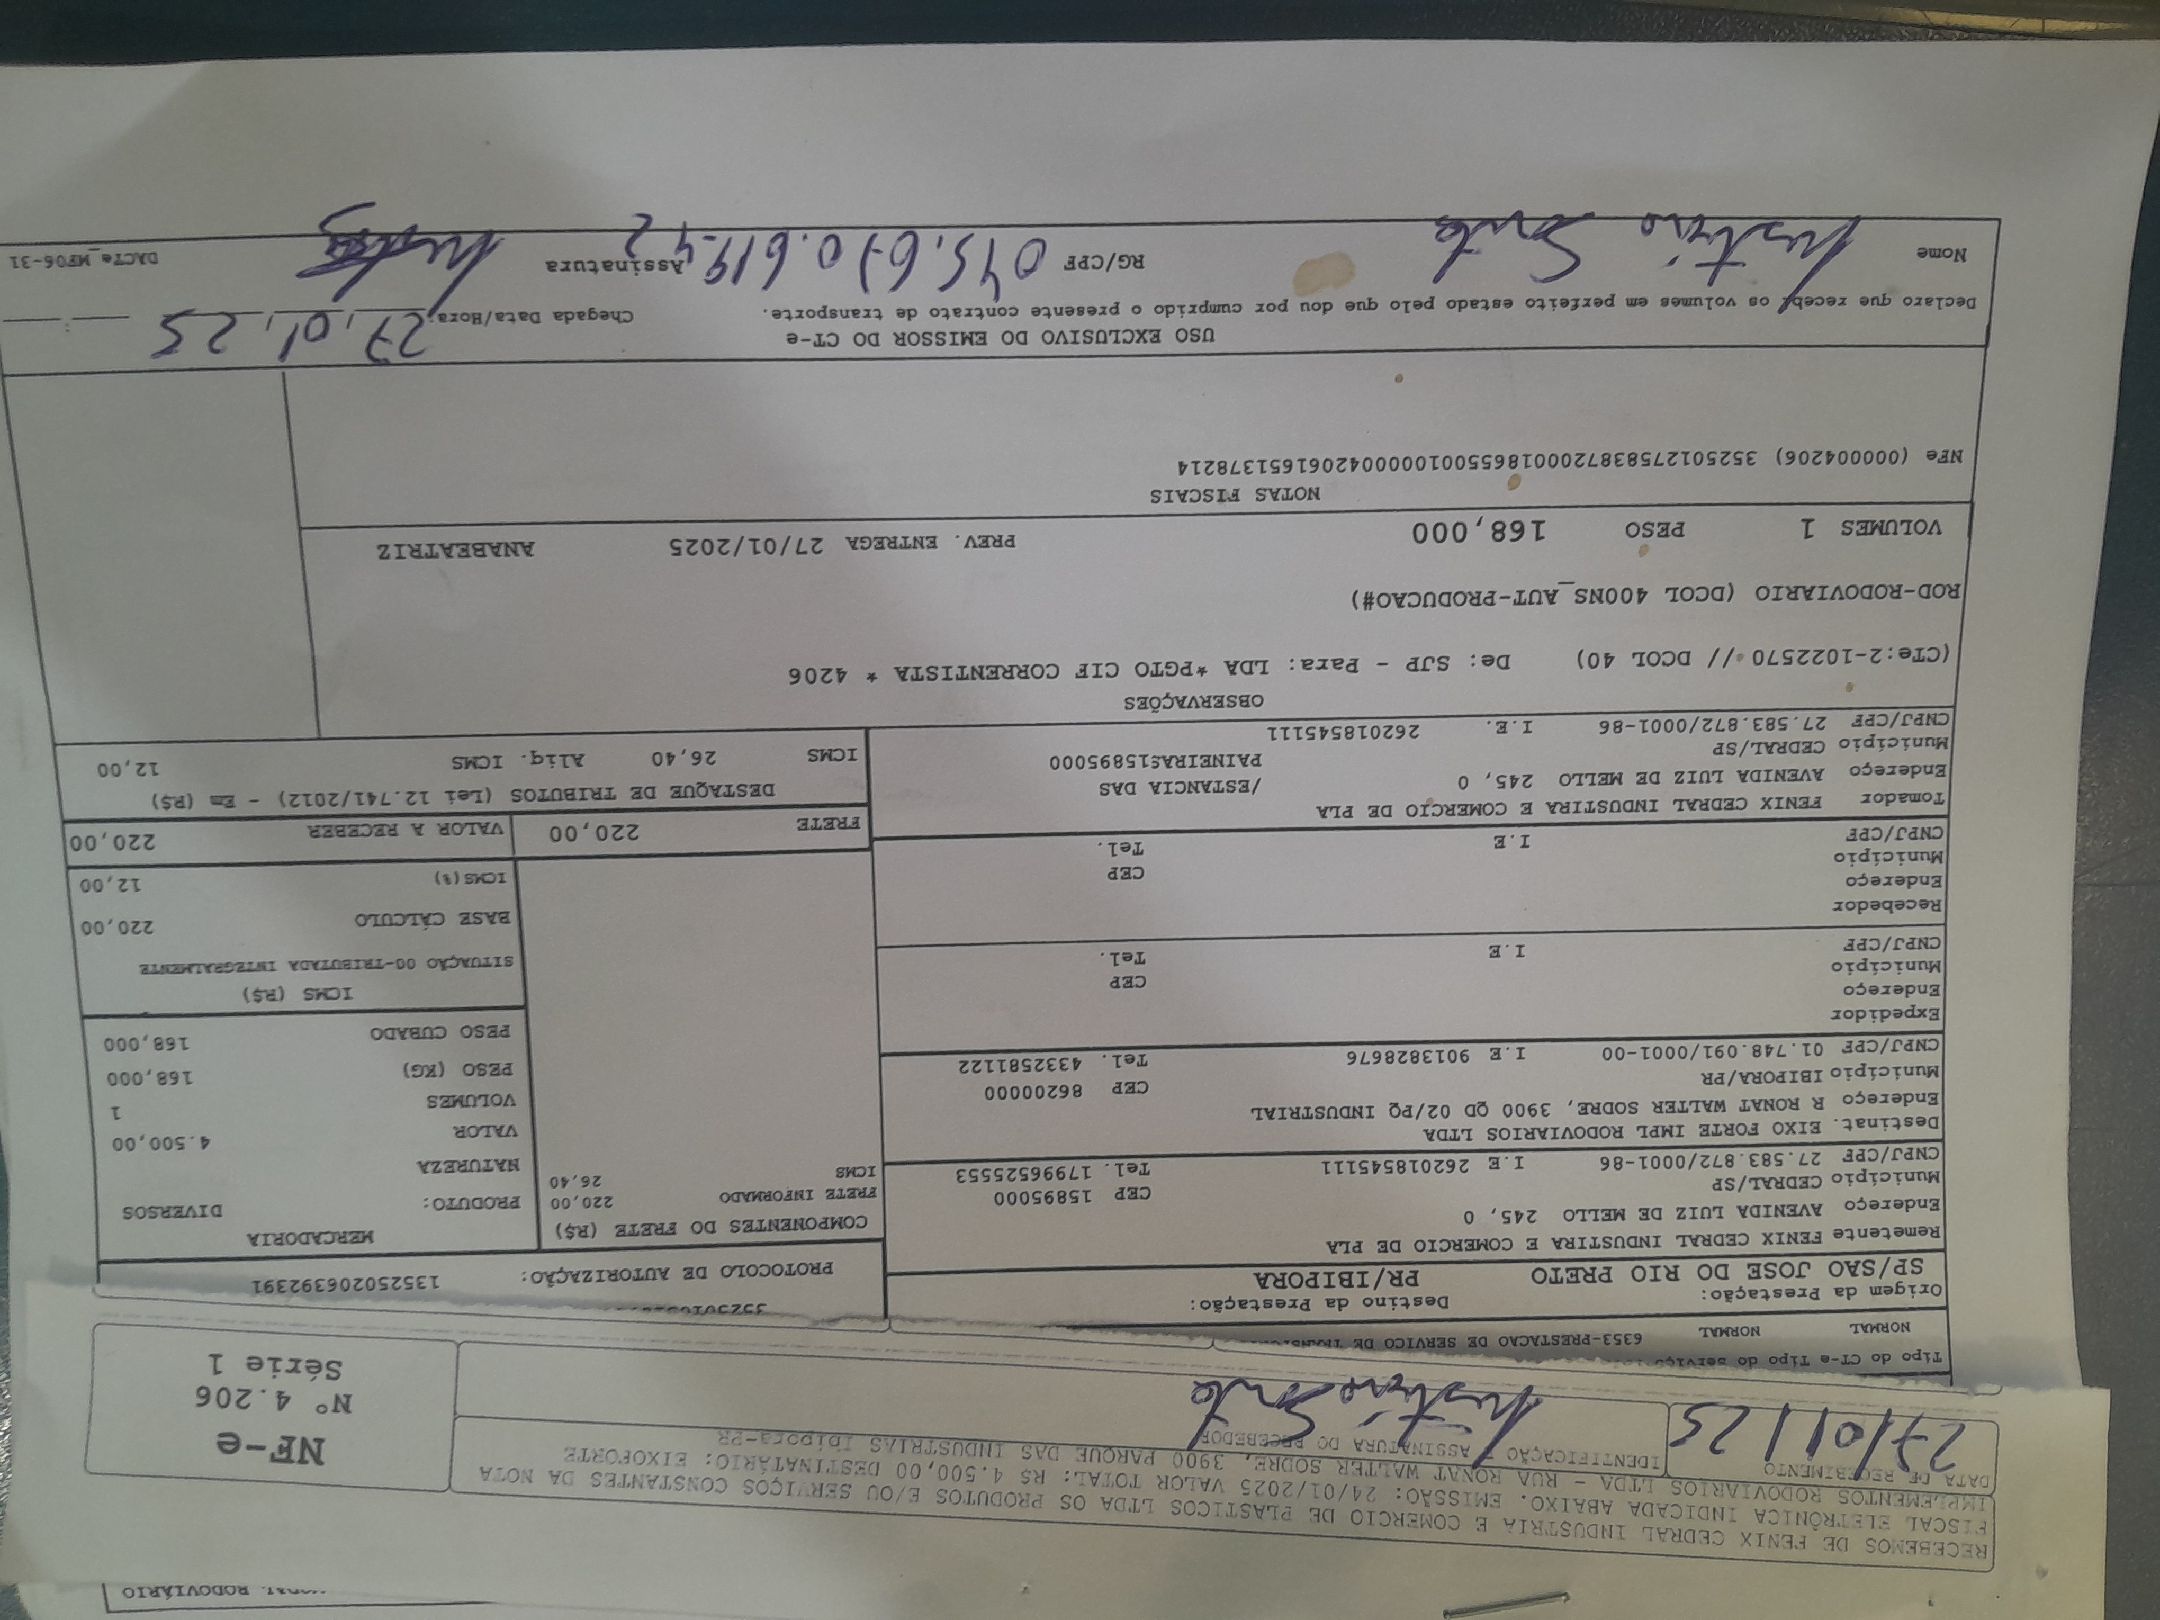 MODAL RODOVIÁRIO
RECEBEMOS DE FENIX CEDRAL INDUSTRIA E COMERCIO DE PLASTICOS LTDA OS PRODUTOS E/OU SERVIÇOS CONSTANTES DA NOTA
FISCAL ELETRÔNICA INDICADA ABAIXO. EMISSÃO: 24/01/2025 VALOR TOTAL: R$ 4.500,00 DESTINATÁRIO: EIXOFORTE
IMPLEMENTOS RODOVIARIOS LTDA - RUA RONAT WALTER SODRE, 3900 PARQUE DAS INDUSTRIAS Ibipora-PR
NF-e
Nº 4.206
Série 1
DATA DE RECEBIMENTO
27/01/25
IDENTIFICAÇÃO E ASSINATURA DO RECEBEDOR
Tipo do CT-e Tipo do Serviço
NORMAL NORMAL 6353-PRESTACAO DE SERVICO DE
Origem da Prestação:
SP/SAO JOSE DO RIO PRETO
Destino da Prestação:
PR/IBIPORA
PROTOCOLO DE AUTORIZAÇÃO: 135250206392391
Remetente FENIX CEDRAL INDUSTIRA E COMERCIO DE PLA
Endereço AVENIDA LUIZ DE MELLO 245, 0
Município CEDRAL/SP CEP 15895000
CNPJ/CPF 27.583.872/0001-86 I.E 262018545111 Tel. 17996525553
Destinat. EIXO FORTE IMPL RODOVIARIOS LTDA
Endereço R RONAT WALTER SODRE, 3900 QD 02/PQ INDUSTRIAL
Município IBIPORA/PR CEP 86200000
CNPJ/CPF 01.748.091/0001-00 I.E 9013828676 Tel. 4332581122
Expedidor
Endereço
Município CEP
CNPJ/CPF I.E Tel.
Recebedor
Endereço
Município CEP
CNPJ/CPF I.E Tel.
Tomador FENIX CEDRAL INDUSTIRA E COMERCIO DE PLA
Endereço AVENIDA LUIZ DE MELLO 245, 0 /ESTANCIA DAS
Município CEDRAL/SP PAINEIRAS15895000
CNPJ/CPF 27.583.872/0001-86 I.E. 262018545111
COMPONENTES DO FRETE (R$)
FRETE INFORMADO 220,00
ICMS 26,40
MERCADORIA
PRODUTO: DIVERSOS
NATUREZA
VALOR 4.500,00
VOLUMES 1
PESO (KG) 168,000
PESO CUBADO 168,000
ICMS (R$)
SITUAÇÃO 00-TRIBUTADA INTEGRALMENTE
BASE CÁLCULO 220,00
ICMS(%) 12,00
FRETE 220,00 VALOR A RECEBER 220,00
DESTAQUE DE TRIBUTOS (Lei 12.741/2012) - Em (R$)
ICMS 26,40 Aliq. ICMS 12,00
OBSERVAÇÕES
(CTe:2-1022570 // DCOL 40) De: SJP - Para: LDA *PGTO CIF CORRENTISTA * 4206
ROD-RODOVIARIO (DCOL 400NS_AUT-PRODUCAO#)
VOLUMES 1 PESO 168,000 PREV. ENTREGA 27/01/2025 ANABEATRIZ
NOTAS FISCAIS
NFe (000004206) 35250127583872000186550010000042061651378214
USO EXCLUSIVO DO EMISSOR DO CT-e
Declaro que recebi os volumes em perfeito estado pelo que dou por cumprido o presente contrato de transporte.
Chegada Data/Hora: 27,01,25
Nome RG/CPF 045.670.619-42 Assinatura
DACTe_MF06-31